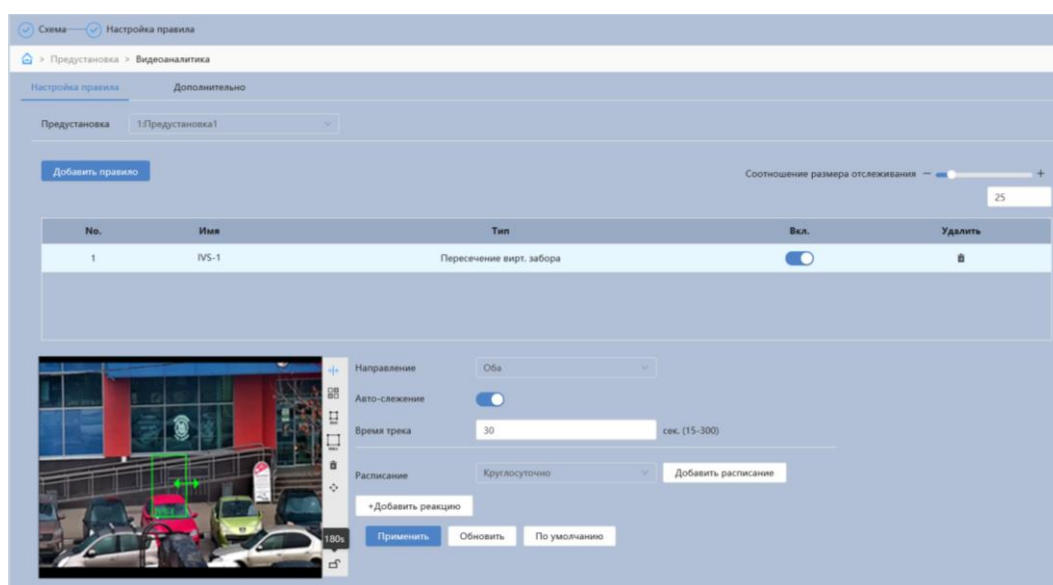 Схема Настройка правила
> Предустановка > Видеоаналитика
Настройка правила Дополнительно
Предустановка 1:Предустановка1
Добавить правило
Соотношение размера отслеживания − +
25
No. Имя Тип Вкл. Удалить
1 IVS-1 Пересечение вирт. забора
Направление Оба
Авто-слежение
Время трека 30 сек. (15-300)
Расписание Круглосуточно Добавить расписание
+Добавить реакцию
180s
Применить Обновить По умолчанию